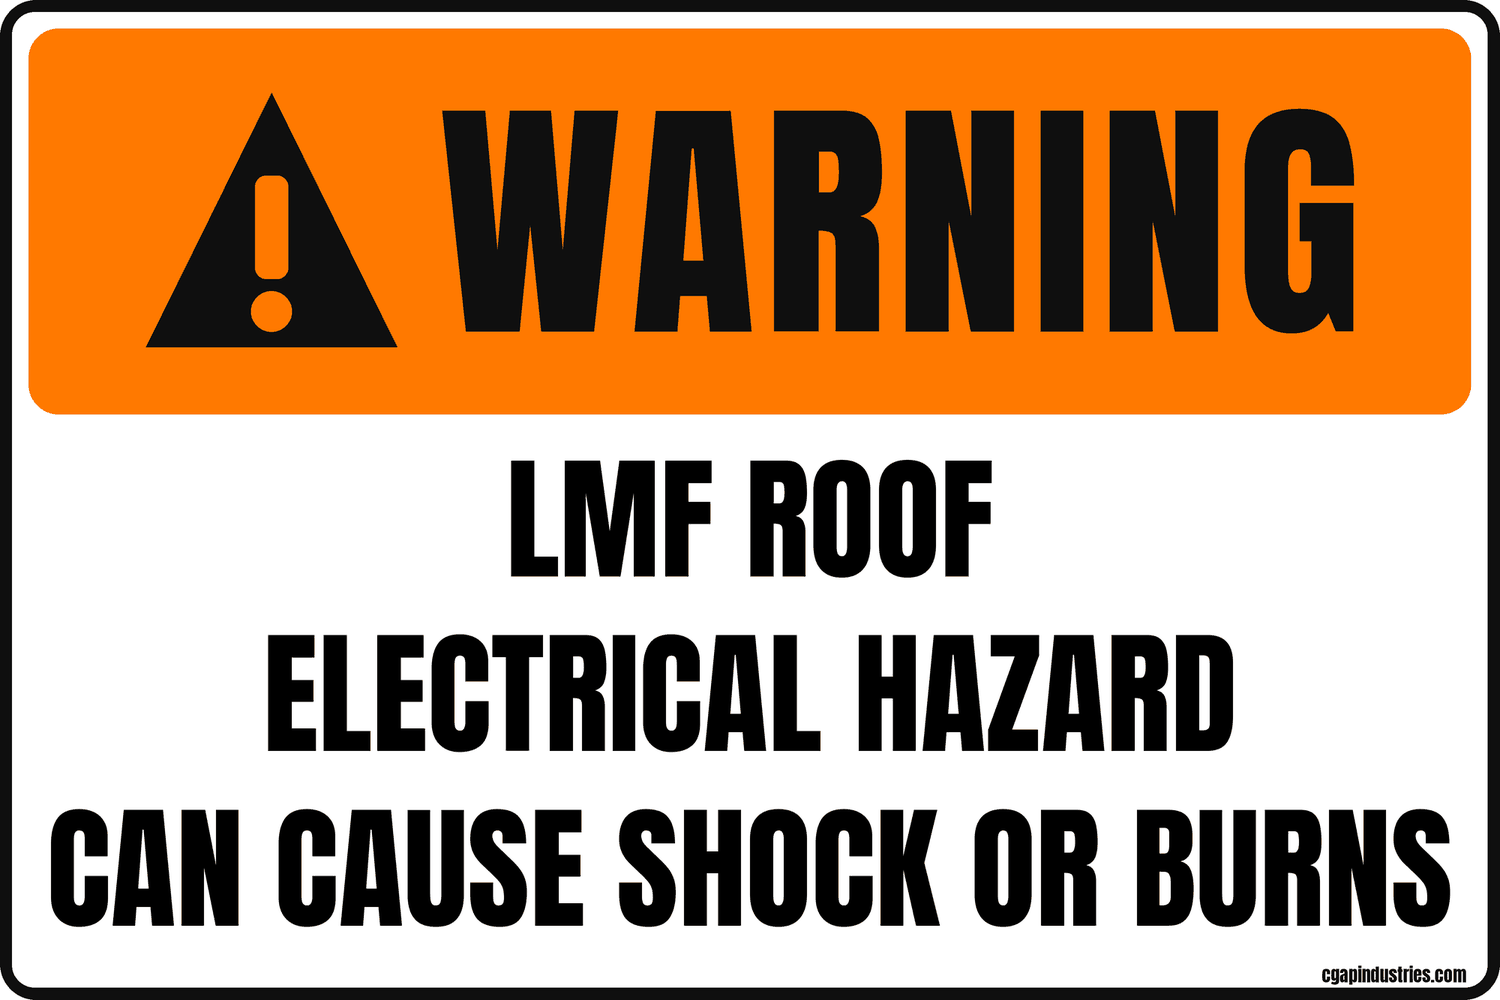 WARNING
LMF ROOF
ELECTRICAL HAZARD
CAN CAUSE SHOCK OR BURNS
cgapindustries.com